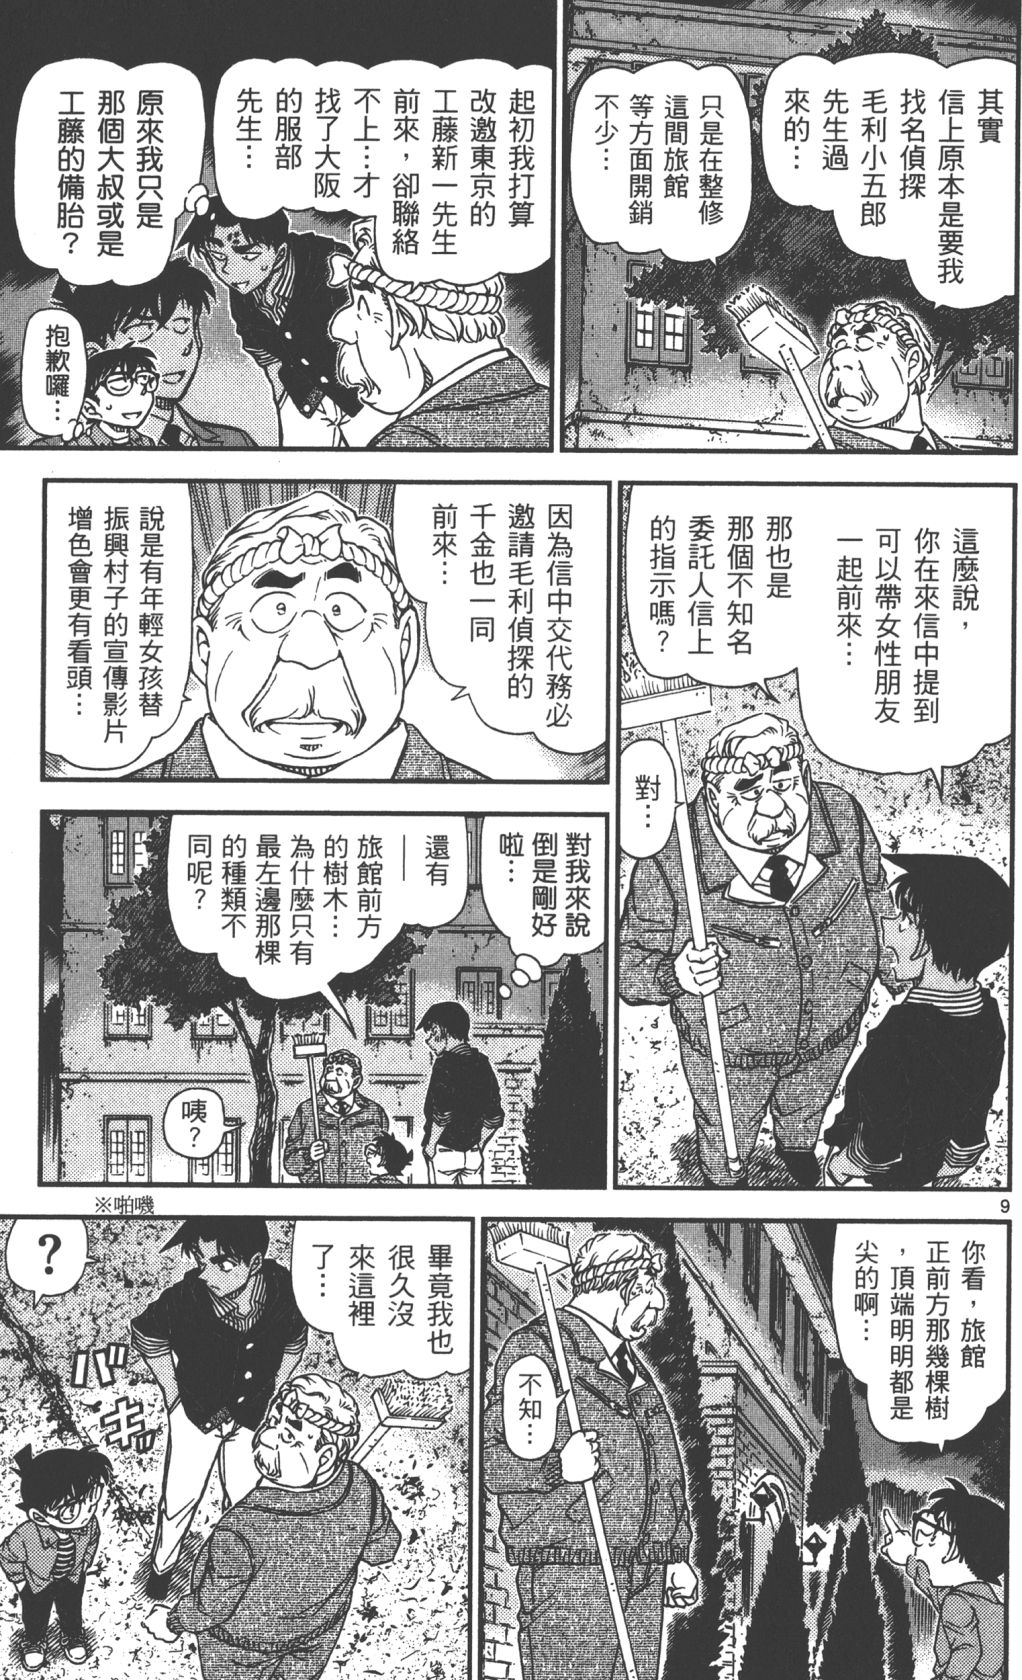 其實
信上原本是要我
找名偵探
毛利小五郎
先生過
來的…
只是在整修
這間旅館
等方面開銷
不少…
起初我打算
改邀東京的
工藤新一先生
前來，卻聯絡
不上…才
找了大阪
的服部
先生…
原來我只是
那個大叔或是
工藤的備胎？
抱歉囉…
這麼說，
你在來信中提到
可以帶女性朋友
一起前來…
那也是
那個不知名
委託人信上
的指示嗎？
對…
因為信中交代務必
邀請毛利偵探的
千金也一同
前來…
說是有年輕女孩替
振興村子的宣傳影片
增色會更有看頭…
對我來說
倒是剛好
啦…
還有
——
旅館前方
的樹木…
為什麼只有
最左邊那棵
的種類不
同呢？
咦？
9
你看，旅館
正前方那幾棵樹
，頂端明明都是
尖的啊…
不知…
畢竟我也
很久沒
來這裡
了…
※啪嘰
？
バキッ